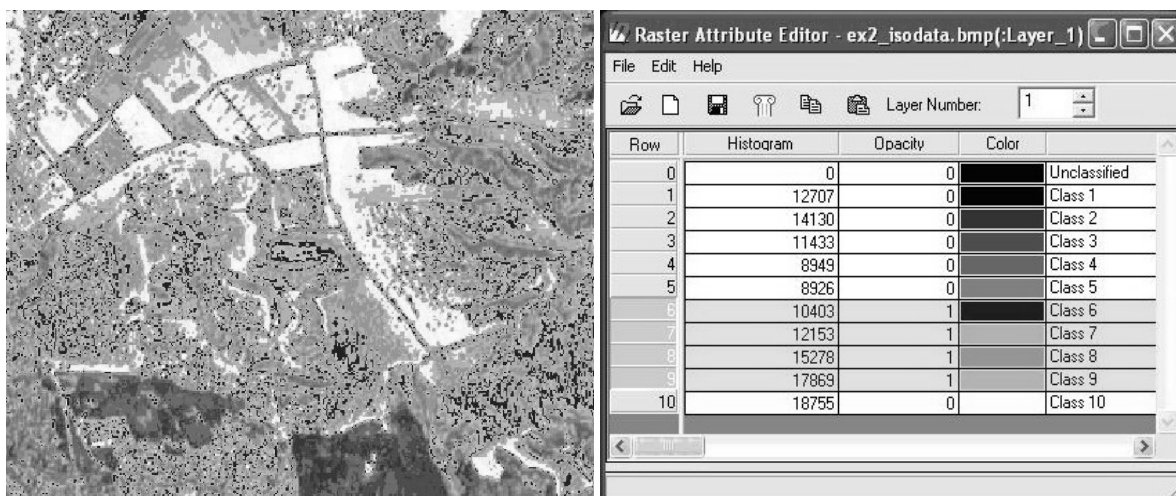 Raster Attribute Editor - ex2_isodata.bmp(:Layer_1)
File Edit Help
Layer Number: 1
Row Histogram Opacity Color
0 0 0 Unclassified
1 12707 0 Class 1
2 14130 0 Class 2
3 11433 0 Class 3
4 8949 0 Class 4
5 8926 0 Class 5
6 10403 1 Class 6
7 12153 1 Class 7
8 15278 1 Class 8
9 17869 1 Class 9
10 18755 0 Class 10